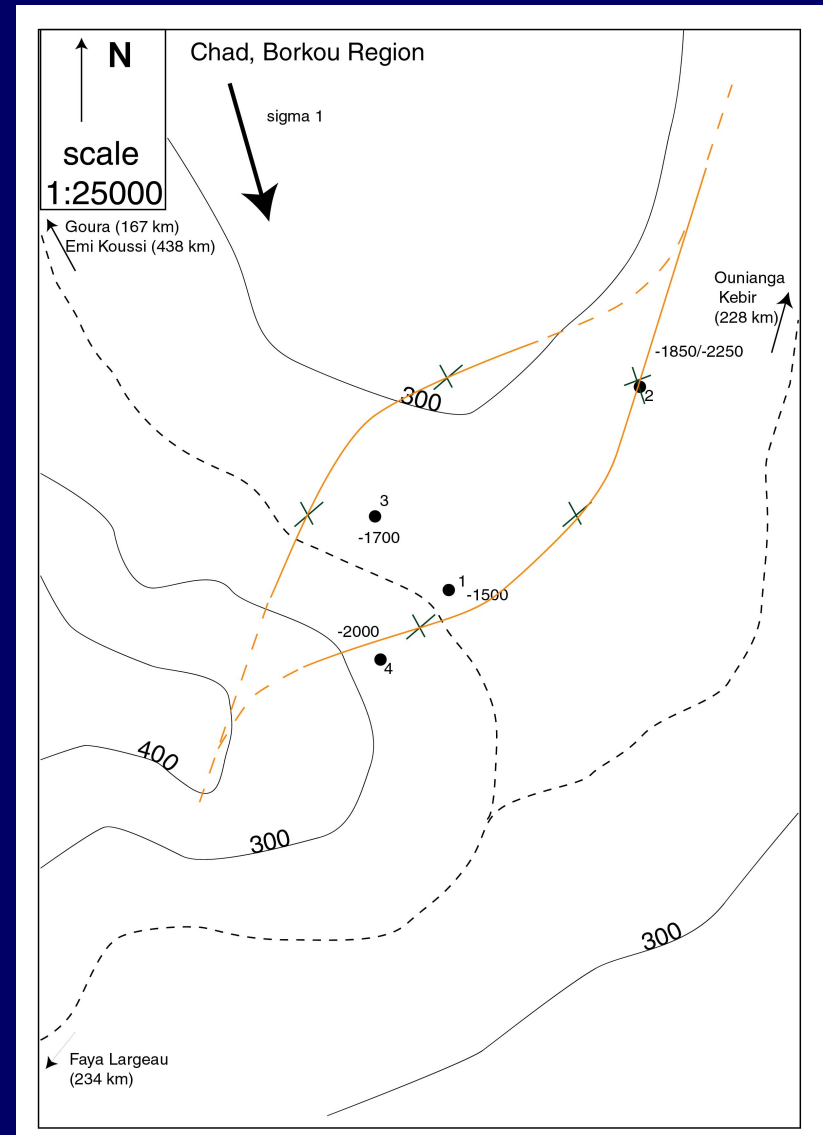 N
Chad, Borkou Region
sigma 1
scale
1:25000
Goura (167 km)
Emi Koussi (438 km)
Ounianga
Kebir
(228 km)
-1850/-2250
2
300
3
-1700
1
-1500
-2000
4
400
300
300
Faya Largeau
(234 km)